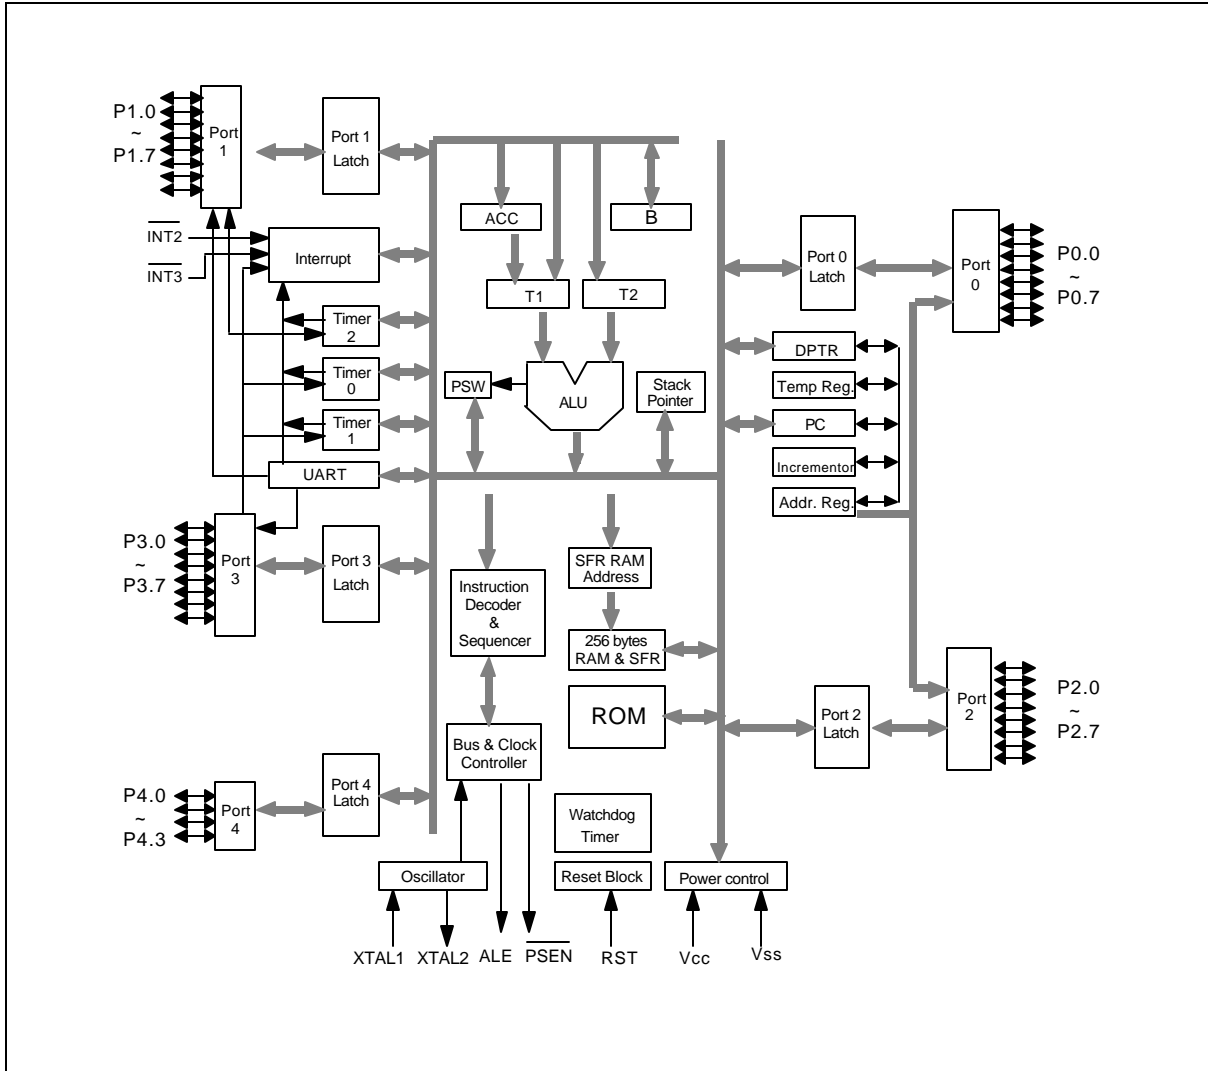 P1.0
~
P1.7
Port
1
Port 1
Latch
ACC
B
INT2
INT3
Interrupt
T1
T2
Port 0
Latch
Port
0
P0.0
~
P0.7
Timer
2
Timer
0
Timer
1
UART
PSW
ALU
Stack
Pointer
DPTR
Temp Reg.
PC
Incrementor
Addr. Reg.
P3.0
~
P3.7
Port
3
Port 3
Latch
Instruction
Decoder
&
Sequencer
SFR RAM
Address
256 bytes
RAM & SFR
ROM
Port 2
Latch
Port
2
P2.0
~
P2.7
Bus & Clock
Controller
P4.0
~
P4.3
Port
4
Port 4
Latch
Watchdog
Timer
Oscillator
Reset Block
Power control
XTAL1
XTAL2
ALE
PSEN
RST
Vcc
Vss